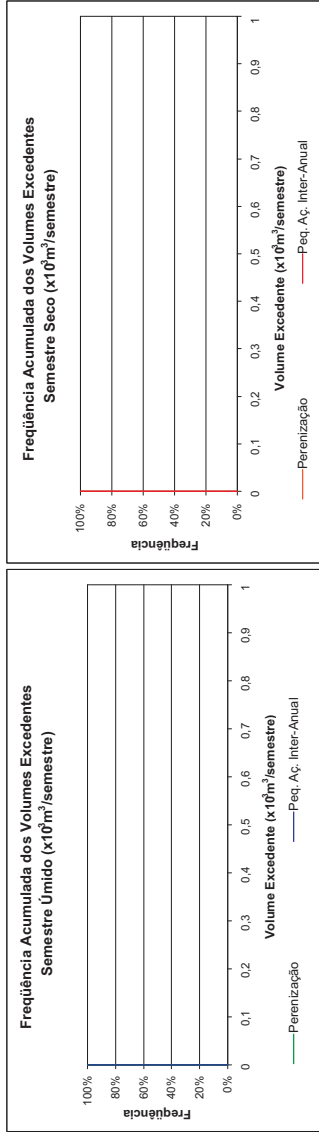 Freqüência Acumulada dos Volumes Excedentes
Semestre Úmido (x10³m³/semestre)
100%
80%
60%
40%
20%
0%
Freqüência
0
0,1
0,2
0,3
0,4
0,5
0,6
0,7
0,8
0,9
1
Volume Excedente (x10³m³/semestre)
Perenização
Peq. Aç. Inter-Anual
Freqüência Acumulada dos Volumes Excedentes
Semestre Seco (x10³m³/semestre)
100%
80%
60%
40%
20%
0%
Freqüência
0
0,1
0,2
0,3
0,4
0,5
0,6
0,7
0,8
0,9
1
Volume Excedente (x10³m³/semestre)
Perenização
Peq. Aç. Inter-Anual